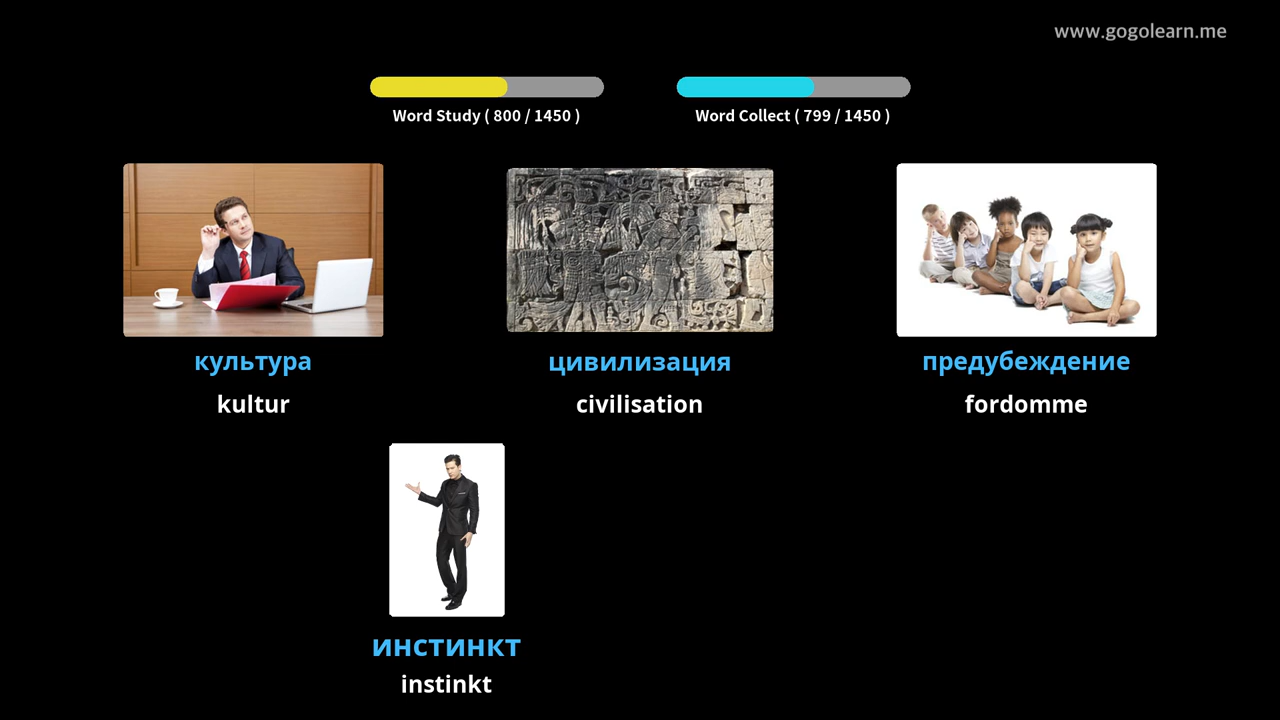 www.gogolearn.me
Word Study ( 800 / 1450 )
Word Collect ( 799 / 1450 )
культура
цивилизация
предубеждение
kultur
civilisation
fordomme
инстинкт
instinkt